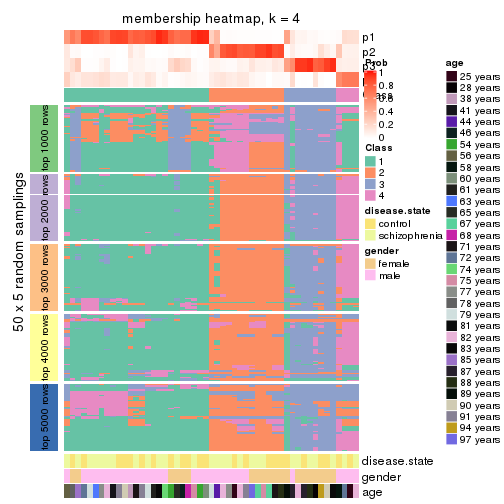 membership heatmap, k = 4
p1
p2
p3
Prob
1
0.8
0.6
0.4
0.2
0
Class
1
2
3
4
disease.state
control
schizophrenia
gender
female
male
age
25 years
28 years
38 years
41 years
44 years
46 years
54 years
56 years
58 years
60 years
61 years
63 years
65 years
67 years
68 years
71 years
72 years
74 years
75 years
77 years
78 years
79 years
81 years
82 years
83 years
85 years
87 years
88 years
89 years
90 years
91 years
94 years
97 years
50 x 5 random samplings
top 1000 rows
top 2000 rows
top 3000 rows
top 4000 rows
top 5000 rows
disease.state
gender
age